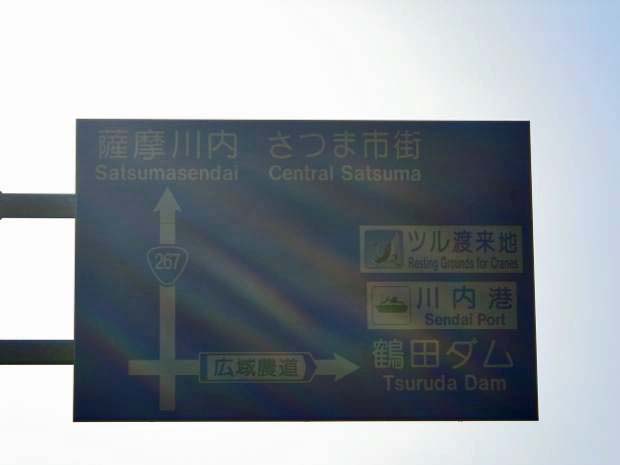 薩摩川内 さつま市街
Satsumasendai Central Satsuma
267
ツル渡来地
Resting Grounds for Cranes
川内港
Sendai Port
広域農道
鶴田ダム
Tsuruda Dam